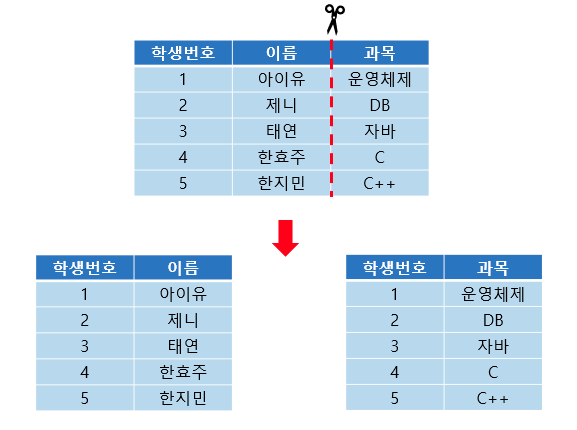 학생번호 이름 과목
1 아이유 운영체제
2 제니 DB
3 태연 자바
4 한효주 C
5 한지민 C++
학생번호 이름
1 아이유
2 제니
3 태연
4 한효주
5 한지민
학생번호 과목
1 운영체제
2 DB
3 자바
4 C
5 C++